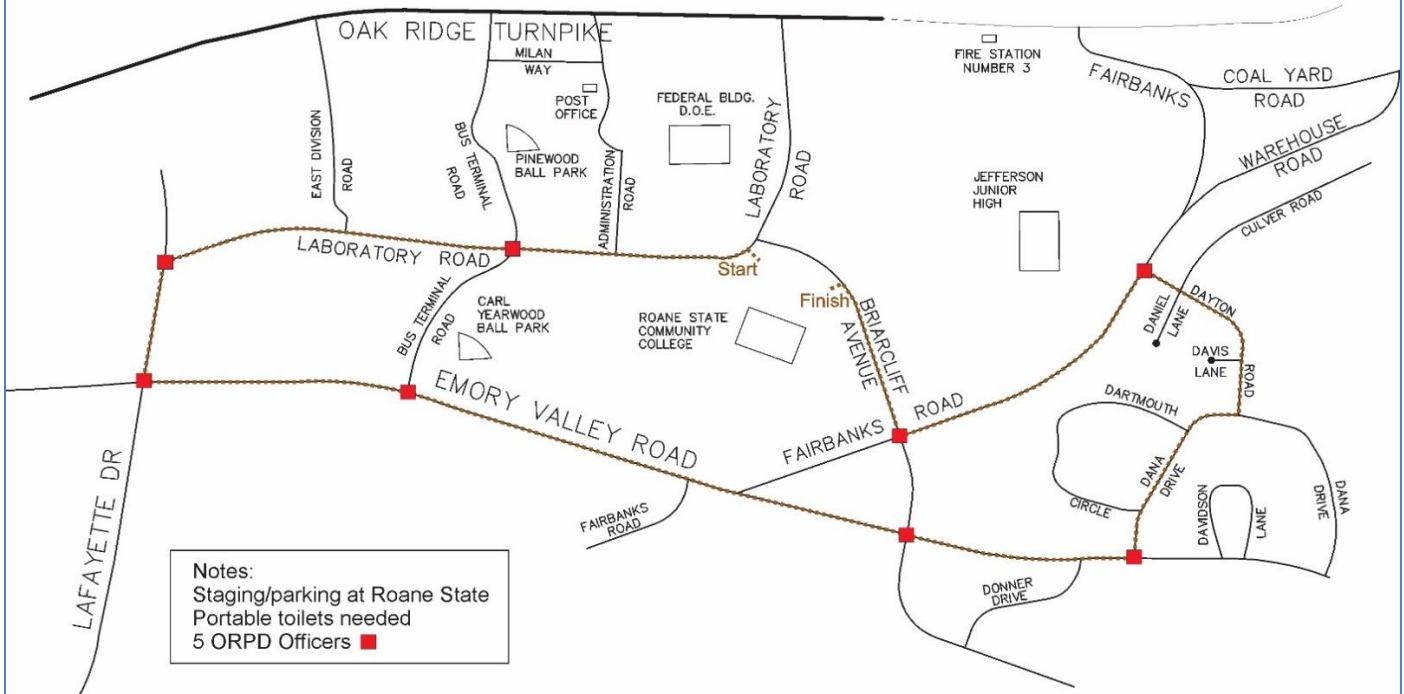 OAK RIDGE TURNPIKE
MILAN
WAY
POST
OFFICE
FEDERAL BLDG.
D.O.E.
LABORATORY
ROAD
FIRE STATION
NUMBER 3
FAIRBANKS
COAL YARD
ROAD
WAREHOUSE
ROAD
CULVER ROAD
EAST DIVISION
ROAD
BUS TERMINAL
ROAD
PINEWOOD
BALL PARK
ADMINISTRATION
ROAD
JEFFERSON
JUNIOR
HIGH
LABORATORY ROAD
Start
Finish
BUS TERMINAL
ROAD
CARL
YEARWOOD
BALL PARK
ROANE STATE
COMMUNITY
COLLEGE
BRIARCLIFF
AVENUE
DANIEL
LANE
DAYTON
ROAD
DAVIS
LANE
EMORY VALLEY ROAD
FAIRBANKS ROAD
DARTMOUTH
CIRCLE
DANA
DRIVE
DAVIDSON
LANE
DANA
DRIVE
LAFAYETTE DR
FAIRBANKS
ROAD
DONNER
DRIVE
Notes:
Staging/parking at Roane State
Portable toilets needed
5 ORPD Officers